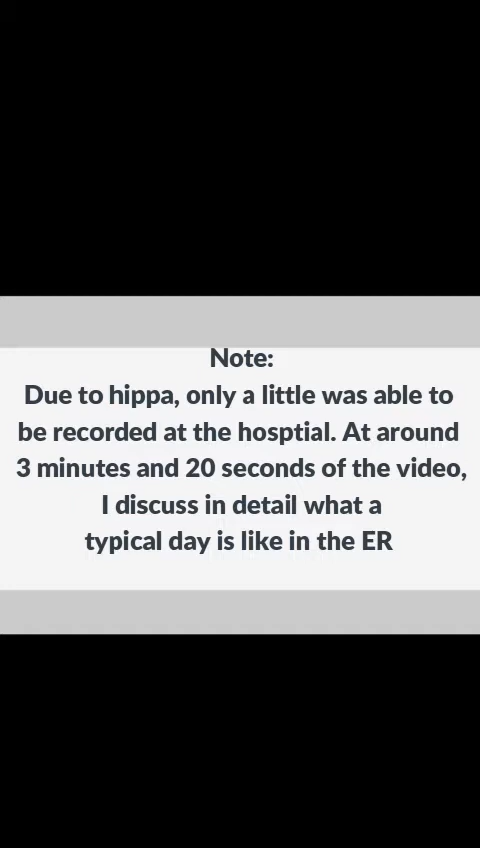 Note:
Due to hippa, only a little was able to
be recorded at the hosptial. At around
3 minutes and 20 seconds of the video,
I discuss in detail what a
typical day is like in the ER